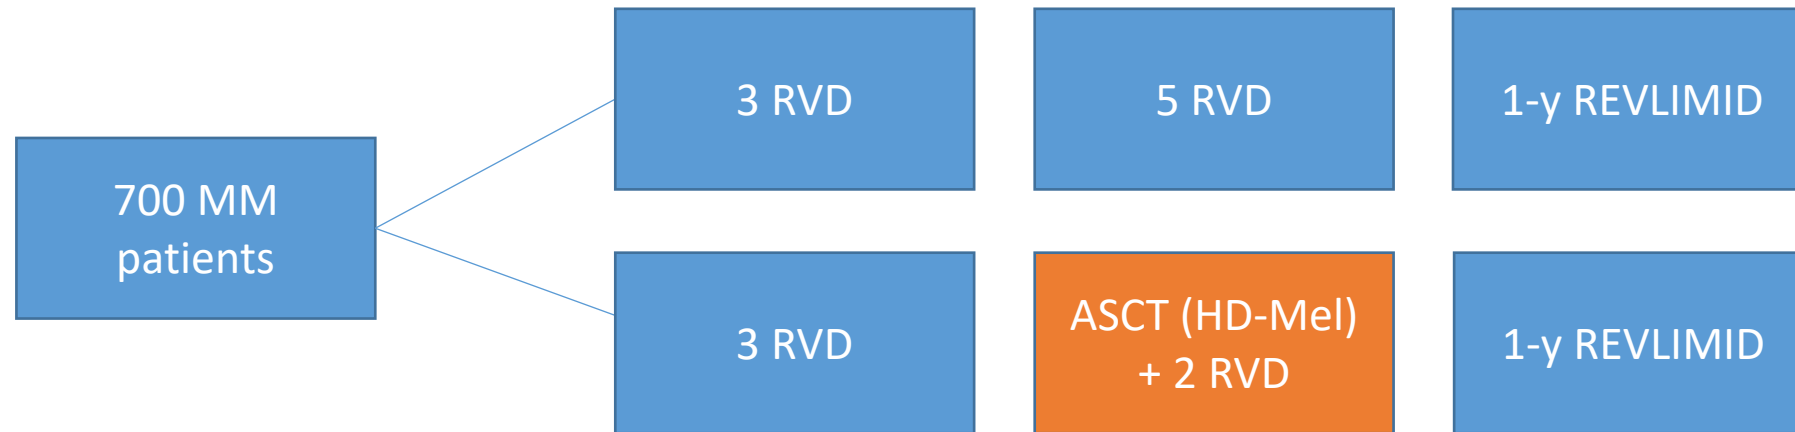 700 MM
patients
3 RVD
5 RVD
1-y REVLIMID
3 RVD
ASCT (HD-Mel)
+ 2 RVD
1-y REVLIMID